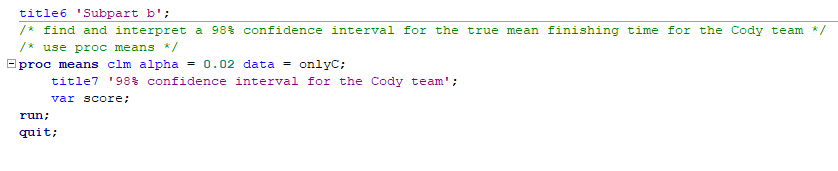 title6 'Subpart b';
/* find and interpret a 98% confidence interval for the true mean finishing time for the Cody team */
/* use proc means */
proc means clm alpha = 0.02 data = onlyC;
    title7 '98% confidence interval for the Cody team';
    var score;
run;
quit;